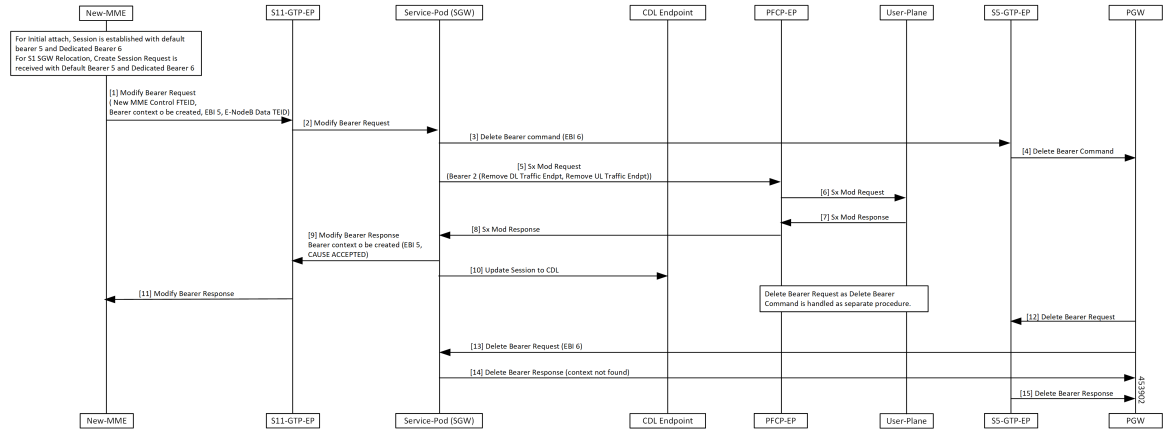 New-MME
S11-GTP-EP
Service-Pod (SGW)
CDL Endpoint
PFCP-EP
User-Plane
S5-GTP-EP
PGW
For Initial attach, Session is established with default
bearer 5 and Dedicated Bearer 6
For S1 SGW Relocation, Create Session Request is
received with Default Bearer 5 and Dedicated Bearer 6
[1] Modify Bearer Request
( New MME Control FTEID,
Bearer context o be created, EBI 5, E-NodeB Data TEID)
[2] Modify Bearer Request
[3] Delete Bearer command (EBI 6)
[4] Delete Bearer Command
[5] Sx Mod Request
(Bearer 2 (Remove DL Traffic Endpt, Remove UL Traffic Endpt))
[6] Sx Mod Request
[7] Sx Mod Response
[8] Sx Mod Response
[9] Modify Bearer Response
Bearer context o be created (EBI 5,
CAUSE ACCEPTED)
[10] Update Session to CDL
[11] Modify Bearer Response
Delete Bearer Request as Delete Bearer
Command is handled as separate procedure.
[12] Delete Bearer Request
[13] Delete Bearer Request (EBI 6)
[14] Delete Bearer Response (context not found)
[15] Delete Bearer Response
453902
New-MME
S11-GTP-EP
Service-Pod (SGW)
CDL Endpoint
PFCP-EP
User-Plane
S5-GTP-EP
PGW